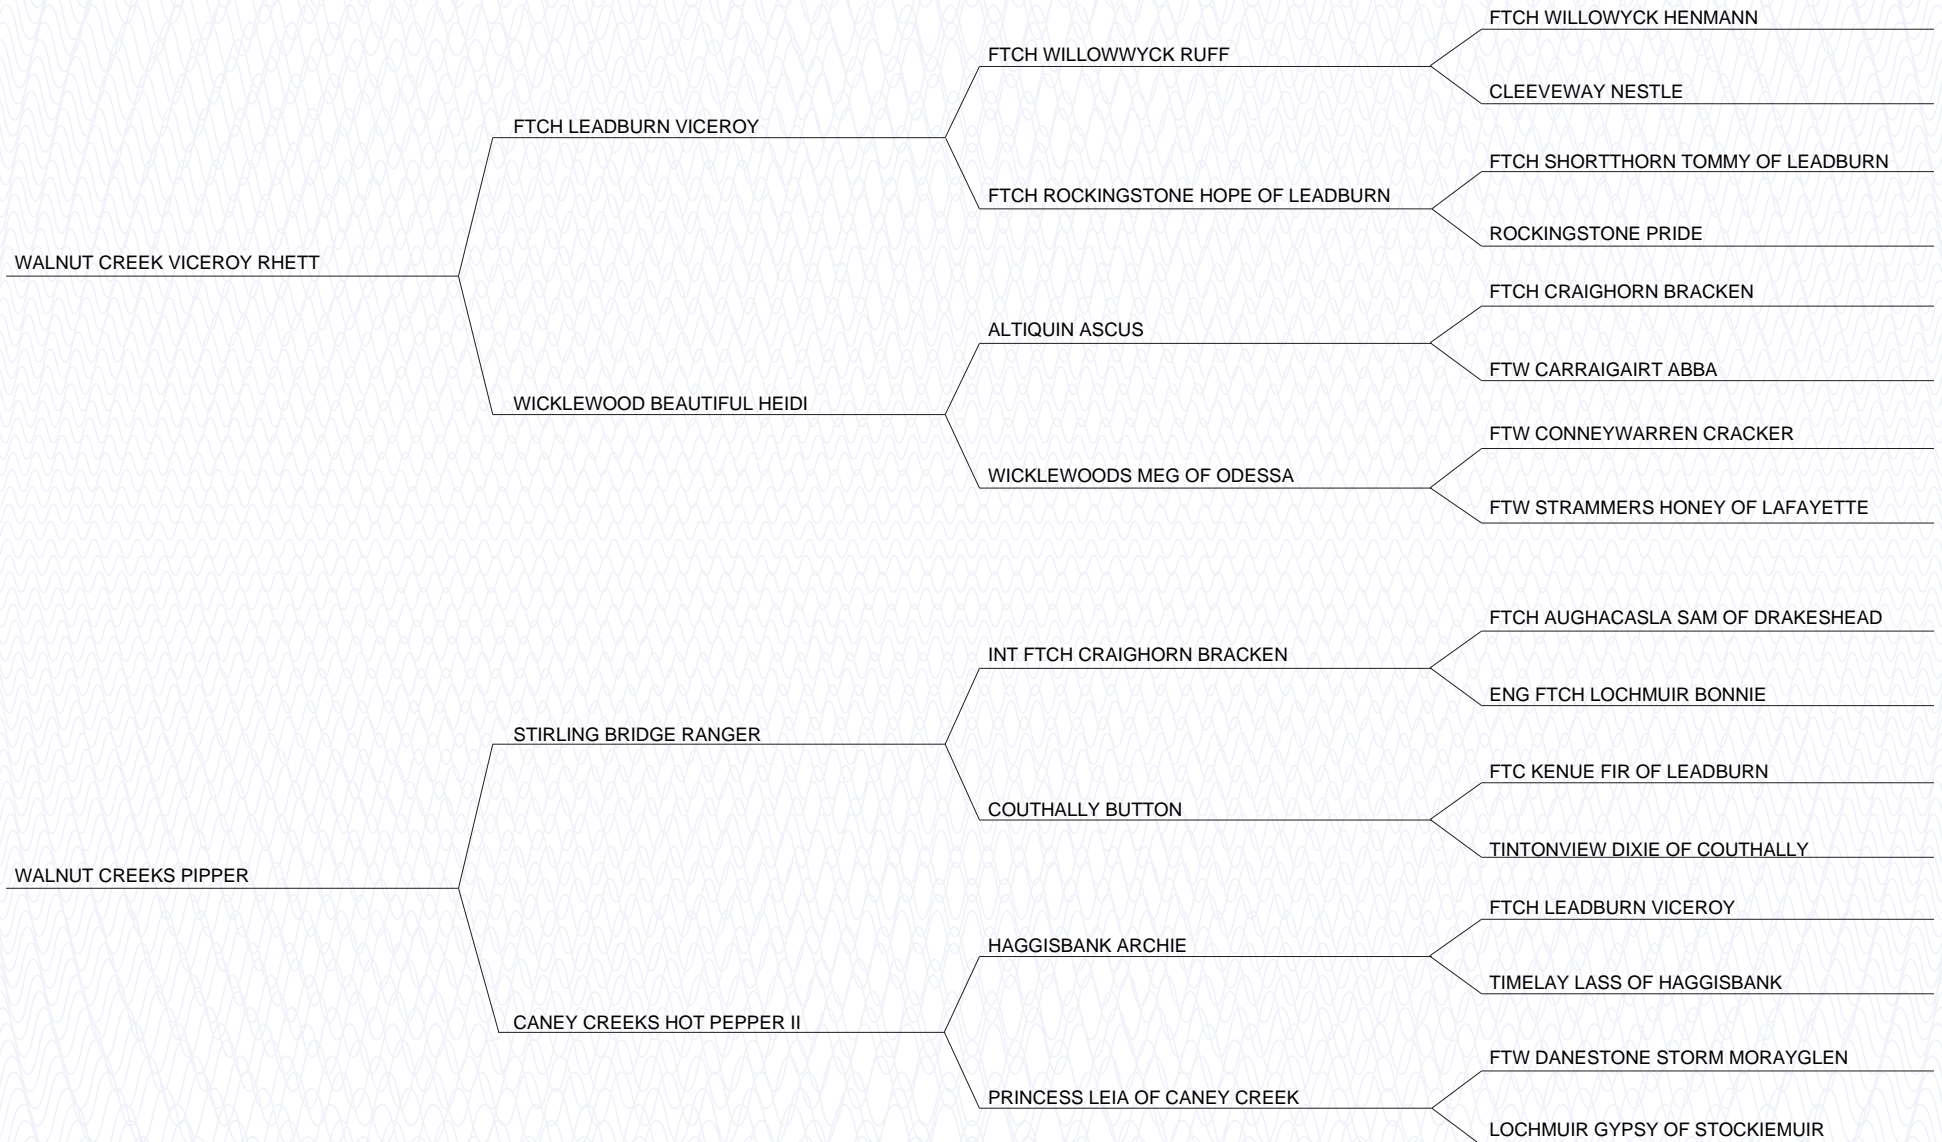 FTCH WILLOWYCK HENMANN
FTCH WILLOWWYCK RUFF
CLEEVEWAY NESTLE
FTCH LEADBURN VICEROY
FTCH SHORTTHORN TOMMY OF LEADBURN
FTCH ROCKINGSTONE HOPE OF LEADBURN
ROCKINGSTONE PRIDE
WALNUT CREEK VICEROY RHETT
FTCH CRAIGHORN BRACKEN
ALTIQUIN ASCUS
FTW CARRAIGAIRT ABBA
WICKLEWOOD BEAUTIFUL HEIDI
FTW CONNEYWARREN CRACKER
WICKLEWOODS MEG OF ODESSA
FTW STRAMMERS HONEY OF LAFAYETTE
FTCH AUGHACASLA SAM OF DRAKESHEAD
INT FTCH CRAIGHORN BRACKEN
ENG FTCH LOCHMUIR BONNIE
STIRLING BRIDGE RANGER
FTC KENUE FIR OF LEADBURN
COUTHALLY BUTTON
TINTONVIEW DIXIE OF COUTHALLY
WALNUT CREEKS PIPPER
FTCH LEADBURN VICEROY
HAGGISBANK ARCHIE
TIMELAY LASS OF HAGGISBANK
CANEY CREEKS HOT PEPPER II
FTW DANESTONE STORM MORAYGLEN
PRINCESS LEIA OF CANEY CREEK
LOCHMUIR GYPSY OF STOCKIEMUIR